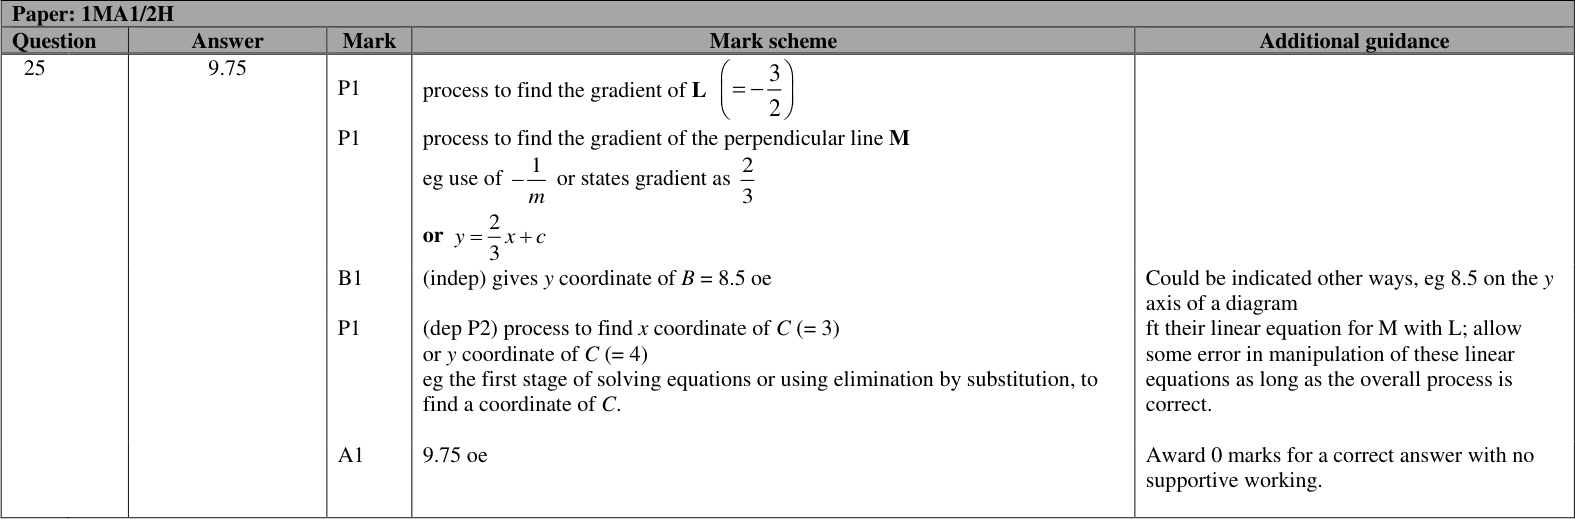 Paper: 1MA1/2H
Question Answer Mark Mark scheme Additional guidance
25 9.75
P1 process to find the gradient of L (= −3/2)
P1 process to find the gradient of the perpendicular line M
eg use of −1/m or states gradient as 2/3
or y = 2/3 x + c
B1 (indep) gives y coordinate of B = 8.5 oe Could be indicated other ways, eg 8.5 on the y
axis of a diagram
P1 (dep P2) process to find x coordinate of C (= 3) ft their linear equation for M with L; allow
or y coordinate of C (= 4) some error in manipulation of these linear
eg the first stage of solving equations or using elimination by substitution, to equations as long as the overall process is
find a coordinate of C. correct.
A1 9.75 oe Award 0 marks for a correct answer with no
supportive working.